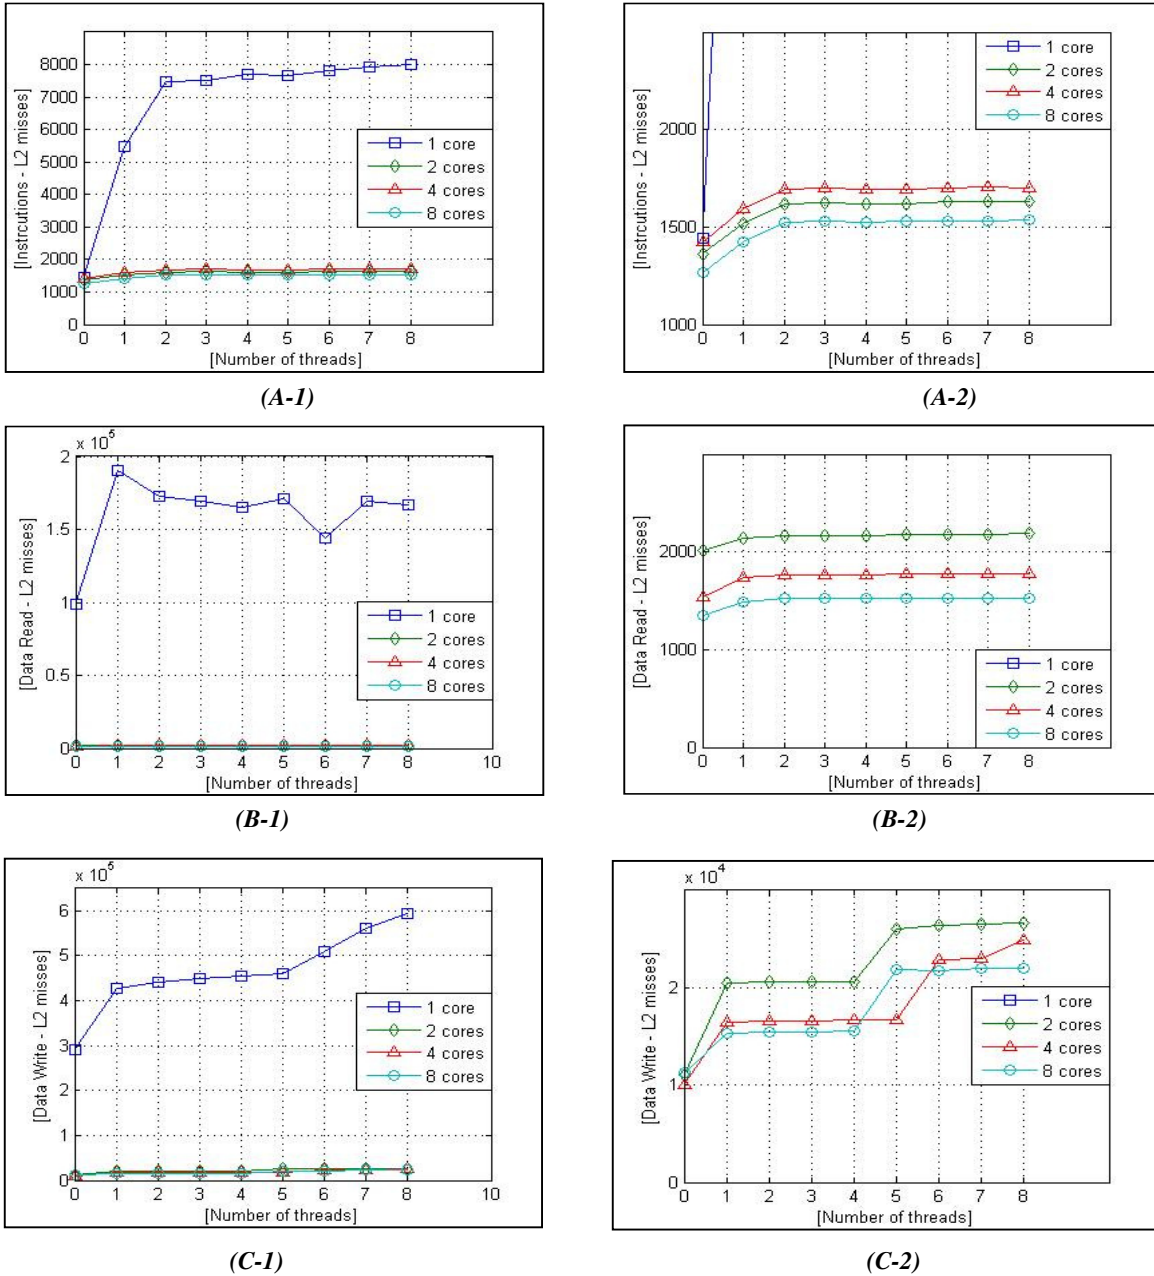 8000
7000
6000
5000
4000
3000
2000
1000
0
[Instrcutions - L2 misses]
1 core
2 cores
4 cores
8 cores
0 1 2 3 4 5 6 7 8
[Number of threads]
(A-1)
2000
1500
1000
[Instrcutions - L2 misses]
1 core
2 cores
4 cores
8 cores
0 1 2 3 4 5 6 7 8
[Number of threads]
(A-2)
x 10^5
2
1.5
1
0.5
0
[Data Read - L2 misses]
1 core
2 cores
4 cores
8 cores
0 1 2 3 4 5 6 7 8 10
[Number of threads]
(B-1)
2000
1000
0
[Data Read - L2 misses]
1 core
2 cores
4 cores
8 cores
0 1 2 3 4 5 6 7 8
[Number of threads]
(B-2)
x 10^5
6
5
4
3
2
1
0
[Data Write - L2 misses]
1 core
2 cores
4 cores
8 cores
0 1 2 3 4 5 6 7 8 10
[Number of threads]
(C-1)
x 10^4
2
1
0
[Data Write - L2 misses]
1 core
2 cores
4 cores
8 cores
0 1 2 3 4 5 6 7 8
[Number of threads]
(C-2)